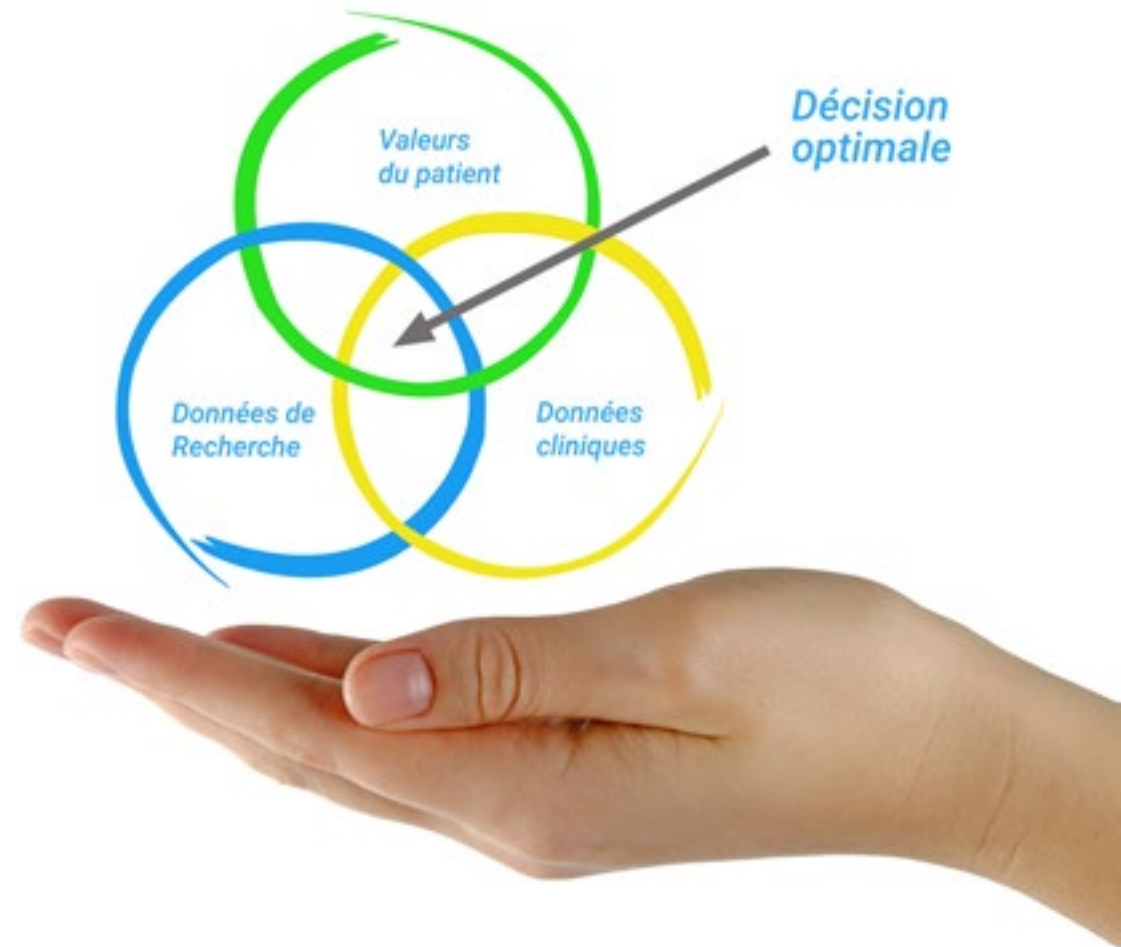 Valeurs
du patient
Décision
optimale
Données de
Recherche
Données
cliniques